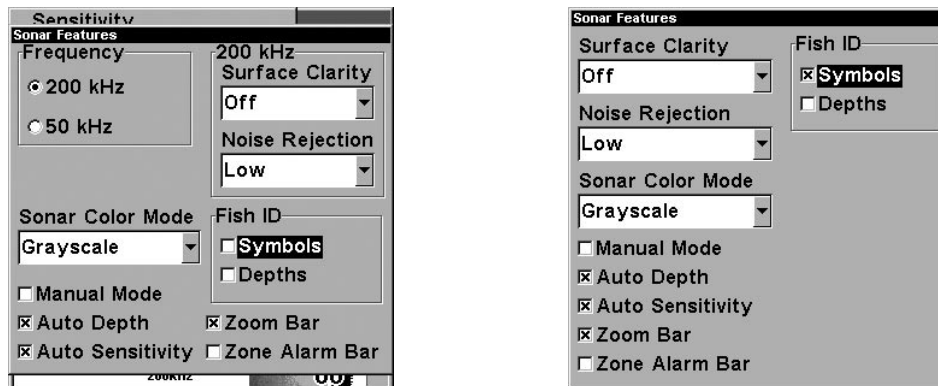 Sensitivity
Sonar Features
Frequency
200 kHz
50 kHz
200 kHz
Surface Clarity
Off
Noise Rejection
Low
Sonar Color Mode
Grayscale
Fish ID
Symbols
Depths
Manual Mode
Auto Depth
Zoom Bar
Auto Sensitivity
Zone Alarm Bar
200kHz
Sonar Features
Surface Clarity
Off
Noise Rejection
Low
Sonar Color Mode
Grayscale
Manual Mode
Auto Depth
Auto Sensitivity
Zoom Bar
Zone Alarm Bar
Fish ID
Symbols
Depths